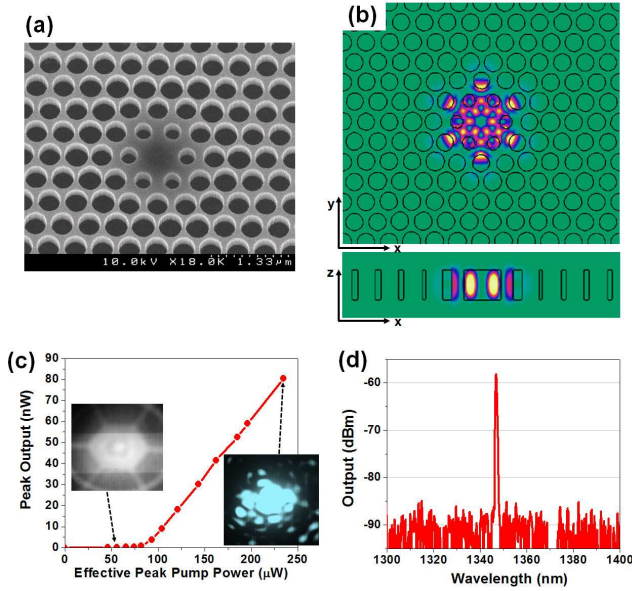 (a)
10.0kV X18.0K 1.33μm
(b)
y
x
z
x
(c)
Peak Output (nW)
90
80
70
60
50
40
30
20
10
0
0 50 100 150 200 250
Effective Peak Pump Power (μW)
(d)
Output (dBm)
-60
-70
-80
-90
1300 1320 1340 1360 1380 1400
Wavelength (nm)